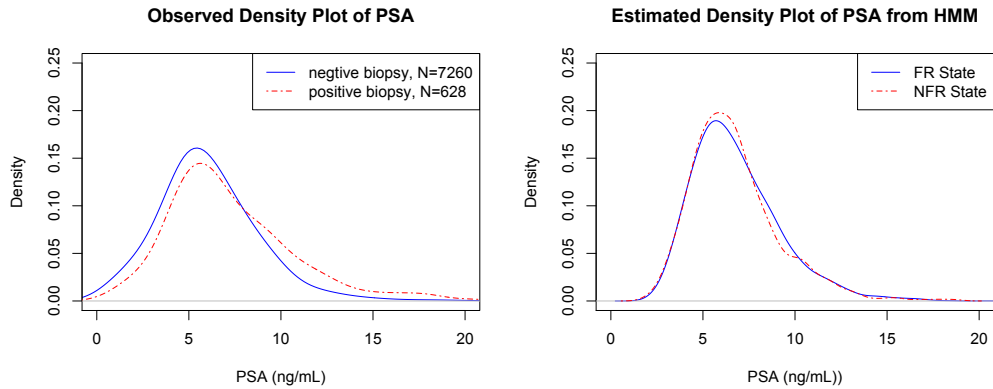 Observed Density Plot of PSA
negtive biopsy, N=7260
positive biopsy, N=628
Density
0.00 0.05 0.10 0.15 0.20 0.25
0 5 10 15 20
PSA (ng/mL)
Estimated Density Plot of PSA from HMM
FR State
NFR State
Density
0.00 0.05 0.10 0.15 0.20 0.25
0 5 10 15 20
PSA (ng/mL))